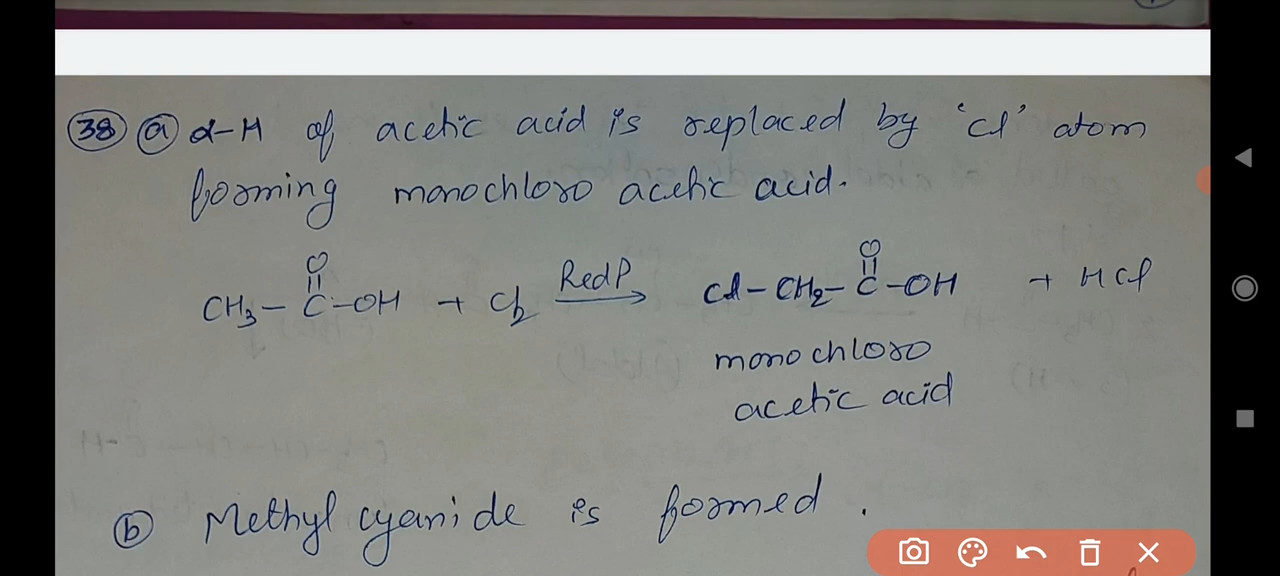 38 a α-H of acetic acid is replaced by 'Cl' atom
forming monochloro acetic acid.
O O
CH3 - C - OH + Cl2 Red P → Cl - CH2 - C - OH + HCl
monochloro
acetic acid
b Methyl cyanide is formed.